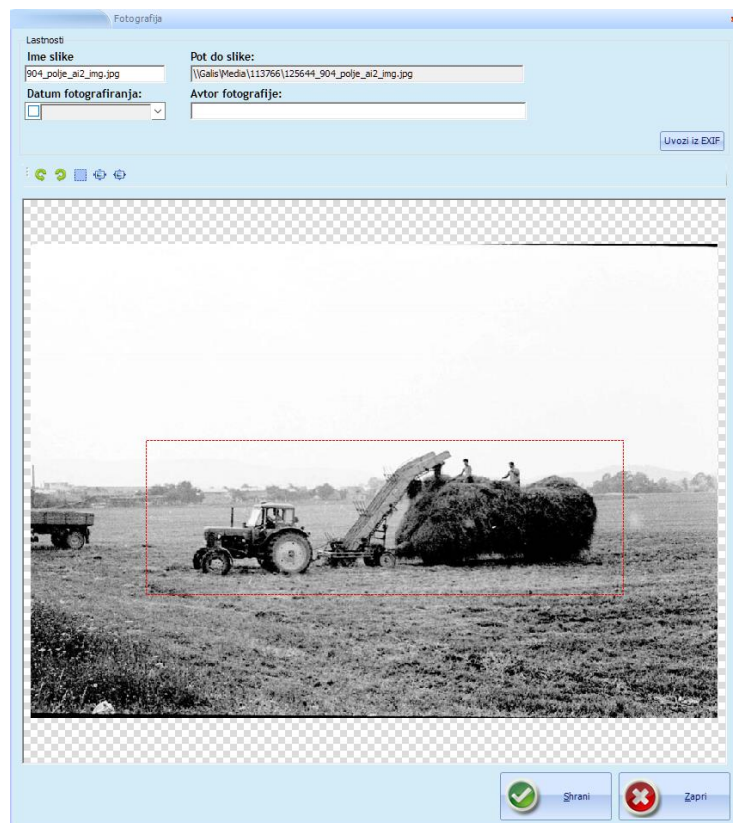 Fotografija
Lastnosti
Ime slike
Pot do slike:
904_polje_ai2_img.jpg
\\Galis\Media\113766\125644_904_polje_ai2_img.jpg
Datum fotografiranja:
Avtor fotografije:
Uvozi iz EXIF
Shrani
Zapri